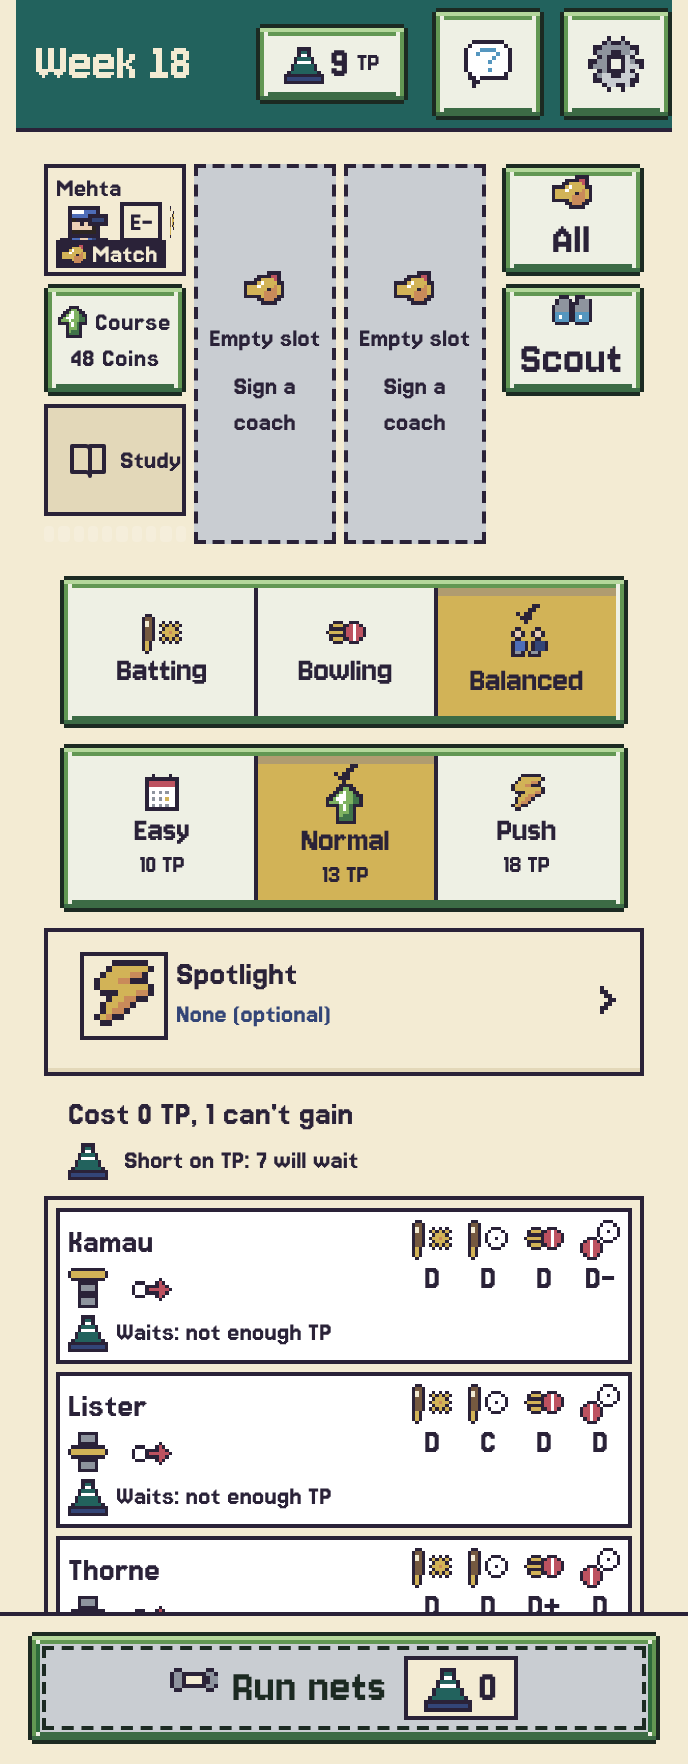 Week 18
9 TP
Mehta
E-
Match
Course
48 Coins
Study
Empty slot
Sign a
coach
Empty slot
Sign a
coach
All
Scout
Batting
Bowling
Balanced
Easy
10 TP
Normal
13 TP
Push
18 TP
Spotlight
None (optional)
Cost 0 TP, 1 can't gain
Short on TP: 7 will wait
Kamau
D D D D-
Waits: not enough TP
Lister
D C D D
Waits: not enough TP
Thorne
D D D+ D
Run nets 0